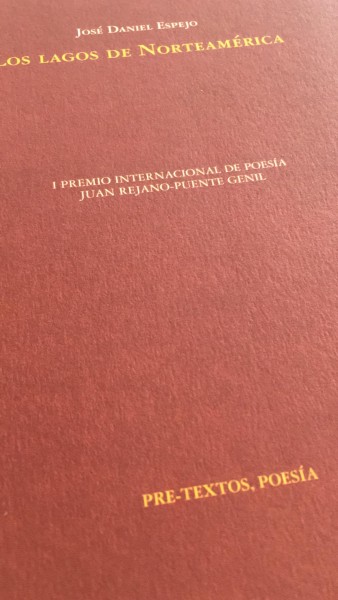 José Daniel Espejo
Los lagos de Norteamérica
I PREMIO INTERNACIONAL DE POESÍA
JUAN REJANO-PUENTE GENIL
PRE-TEXTOS, POESÍA